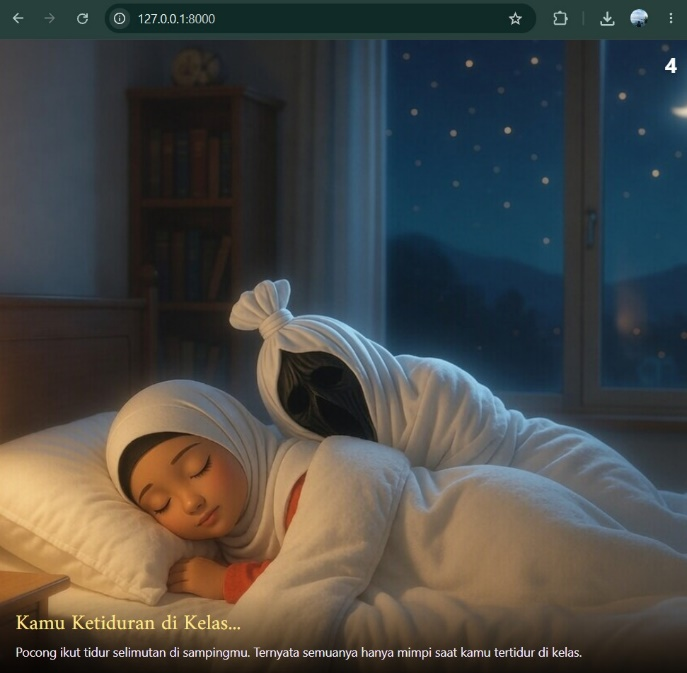 127.0.0.1:8000
4
Kamu Ketiduran di Kelas...
Pocong ikut tidur selimutan di sampingmu. Ternyata semuanya hanya mimpi saat kamu tertidur di kelas.